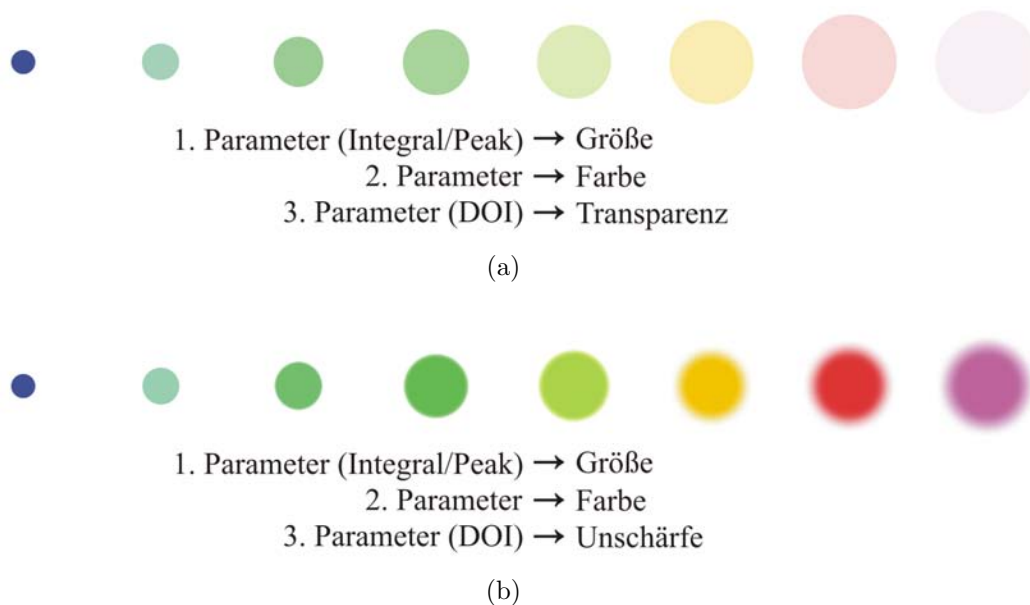 1. Parameter (Integral/Peak) → Größe
2. Parameter → Farbe
3. Parameter (DOI) → Transparenz
(a)
1. Parameter (Integral/Peak) → Größe
2. Parameter → Farbe
3. Parameter (DOI) → Unschärfe
(b)